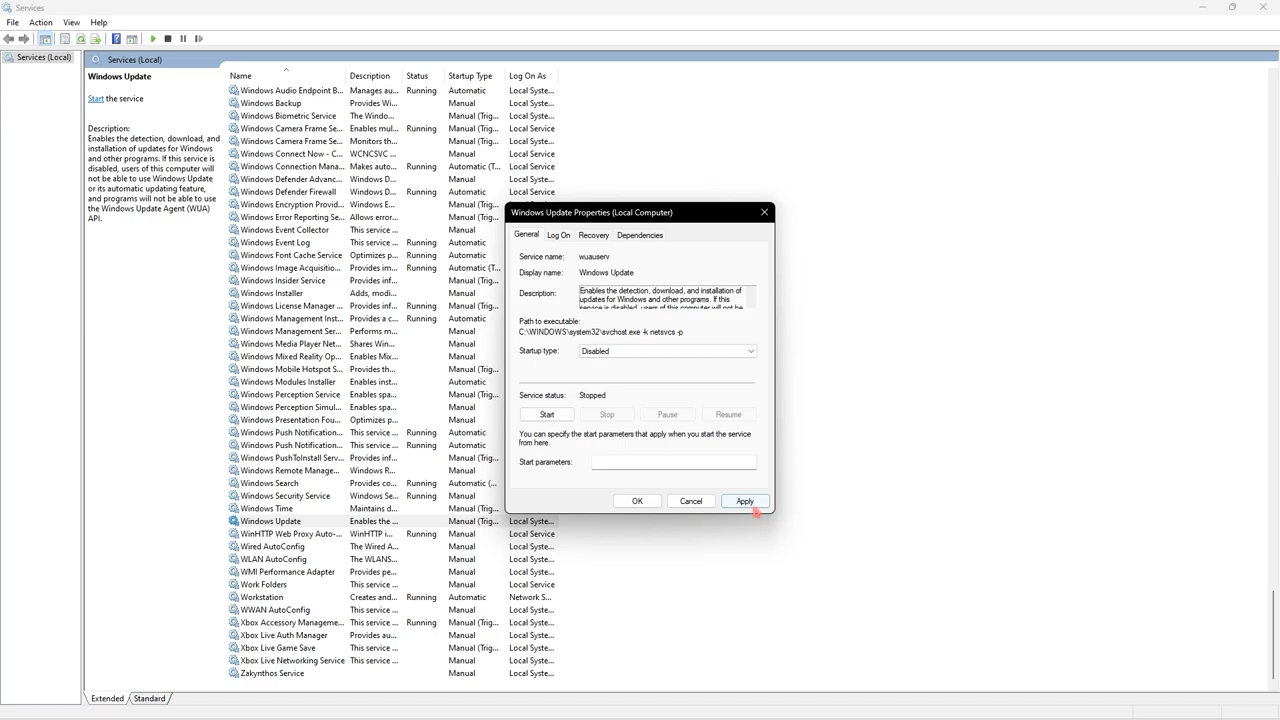 Services
File Action View Help
Services (Local)
Services (Local)
Windows Update
Start the service
Description:
Enables the detection, download, and
installation of updates for Windows
and other programs. If this service is
disabled, users of this computer will
not be able to use Windows Update
or its automatic updating feature,
and programs will not be able to use
the Windows Update Agent (WUA)
API.
Name Description Status Startup Type Log On As
Windows Audio Endpoint B... Manages au... Running Automatic Local Syste...
Windows Backup Provides Wi... Manual Local Syste...
Windows Biometric Service The Windo... Manual (Trig... Local Syste...
Windows Camera Frame Se... Enables mul... Running Manual (Trig... Local Service
Windows Camera Frame Se... Monitors th... Manual (Trig... Local Syste...
Windows Connect Now - C... WCNCSVC ... Manual Local Service
Windows Connection Mana... Makes auto... Running Automatic (T... Local Service
Windows Defender Advanc... Windows D... Manual Local Syste...
Windows Defender Firewall Windows D... Running Automatic Local Service
Windows Encryption Provid... Windows E... Manual (Trig...
Windows Error Reporting Se... Allows error... Manual (Trig...
Windows Event Collector This service ... Manual
Windows Event Log This service ... Running Automatic
Windows Font Cache Service Optimizes p... Running Automatic
Windows Image Acquisitio... Provides im... Running Automatic (T...
Windows Insider Service Provides inf... Manual (Trig...
Windows Installer Adds, modi... Manual
Windows License Manager ... Provides inf... Running Manual (Trig...
Windows Management Inst... Provides a c... Running Automatic
Windows Management Ser... Performs m... Manual
Windows Media Player Net... Shares Win... Manual
Windows Mixed Reality Op... Enables Mix... Manual
Windows Mobile Hotspot S... Provides th... Manual (Trig...
Windows Modules Installer Enables inst... Automatic
Windows Perception Service Enables spa... Manual (Trig...
Windows Perception Simul... Enables spa... Manual
Windows Presentation Fou... Optimizes p... Manual
Windows Push Notification... This service ... Running Automatic
Windows Push Notification... This service ... Running Automatic
Windows PushToInstall Serv... Provides inf... Manual (Trig...
Windows Remote Manage... Windows R... Manual
Windows Search Provides co... Running Automatic (...
Windows Security Service Windows Se... Running Manual
Windows Time Maintains d... Manual (Trig...
Windows Update Enables the ... Manual (Trig... Local Syste...
WinHTTP Web Proxy Auto-... WinHTTP i... Running Manual Local Service
Wired AutoConfig The Wired A... Manual Local Syste...
WLAN AutoConfig The WLANS... Manual Local Syste...
WMI Performance Adapter Provides pe... Manual Local Syste...
Work Folders This service ... Manual Local Service
Workstation Creates and... Running Automatic Network S...
WWAN AutoConfig This service ... Manual Local Syste...
Xbox Accessory Manageme... This service ... Running Manual (Trig... Local Syste...
Xbox Live Auth Manager Provides au... Manual Local Syste...
Xbox Live Game Save This service ... Manual (Trig... Local Syste...
Xbox Live Networking Service This service ... Manual Local Syste...
Zakynthos Service Manual Local Syste...
Windows Update Properties (Local Computer)
General Log On Recovery Dependencies
Service name: wuauserv
Display name: Windows Update
Description: Enables the detection, download, and installation of
updates for Windows and other programs. If this
service is disabled, users of this computer will not be
Path to executable:
C:\WINDOWS\system32\svchost.exe -k netsvcs -p
Startup type: Disabled
Service status: Stopped
Start Stop Pause Resume
You can specify the start parameters that apply when you start the service
from here.
Start parameters:
OK Cancel Apply
Extended Standard